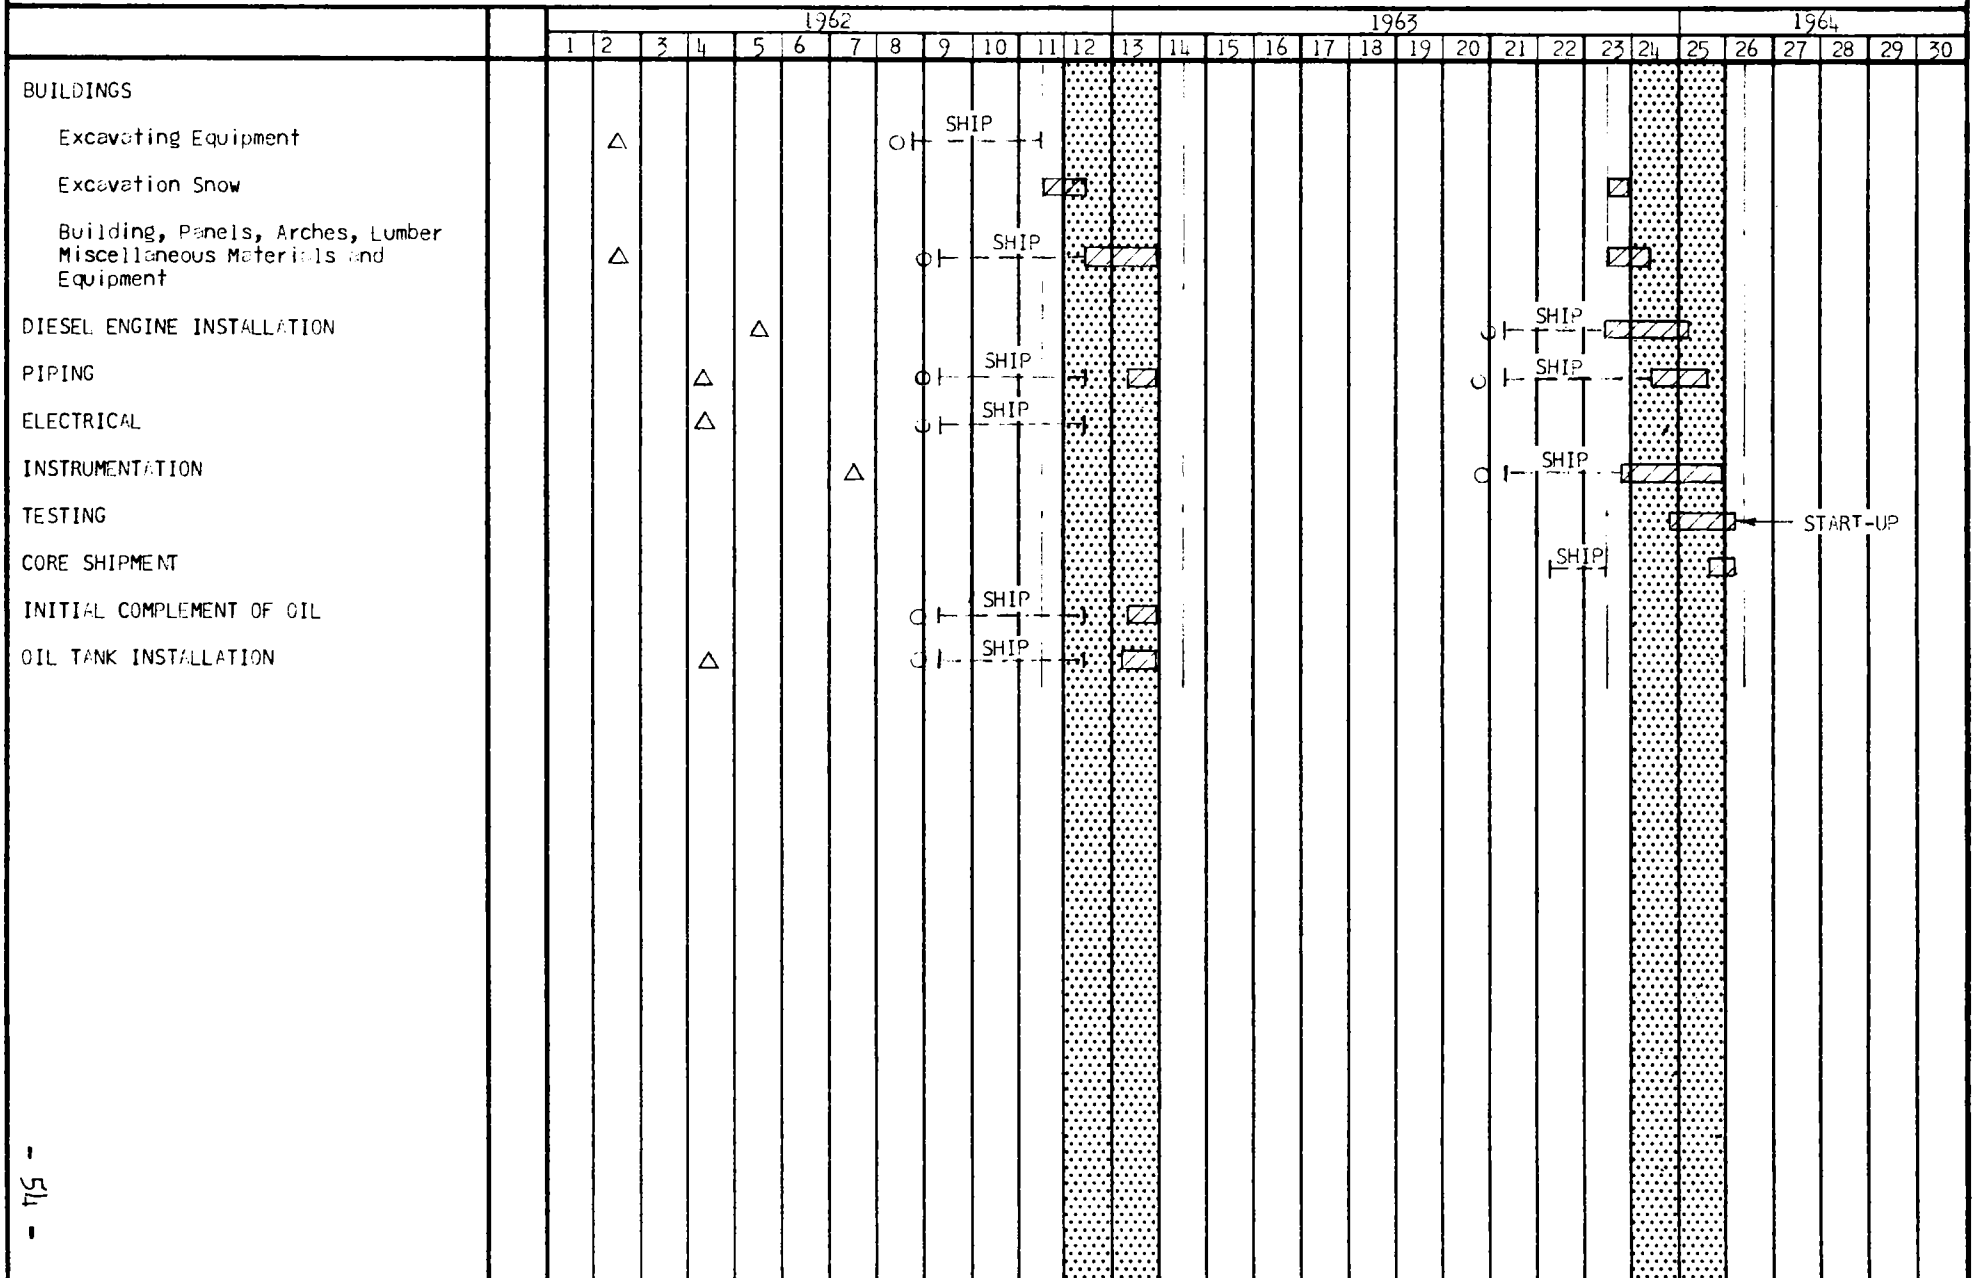 1962 1963 1964
1 2 3 4 5 6 7 8 9 10 11 12 13 14 15 16 17 18 19 20 21 22 23 24 25 26 27 28 29 30
BUILDINGS
Excavating Equipment SHIP
Excavation Snow
Building, Panels, Arches, Lumber
Miscellaneous Materials and SHIP
Equipment
DIESEL ENGINE INSTALLATION SHIP
PIPING SHIP SHIP
ELECTRICAL SHIP
INSTRUMENTATION SHIP
TESTING START-UP
CORE SHIPMENT SHIP
INITIAL COMPLEMENT OF OIL SHIP
OIL TANK INSTALLATION SHIP
- 54 -